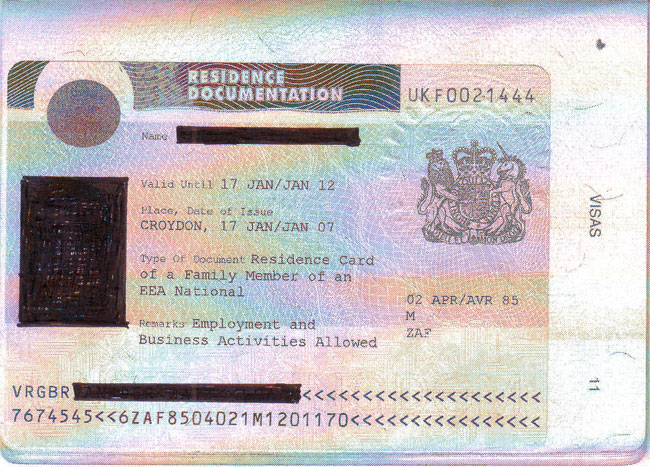 RESIDENCE
DOCUMENTATION
UKF0021444
Name
Valid Until 17 JAN/JAN 12
Place, Date of Issue
CROYDON, 17 JAN/JAN 07
Type Of Document Residence Card
of a Family Member of an
EEA National
Remarks Employment and
Business Activities Allowed
02 APR/AVR 85
M
ZAF
VISAS
11
VRGBR<<<<<<<<<<<<<<<<<<
7674545<<6ZAF8504021M1201170<<<<<<<<<<<<<<